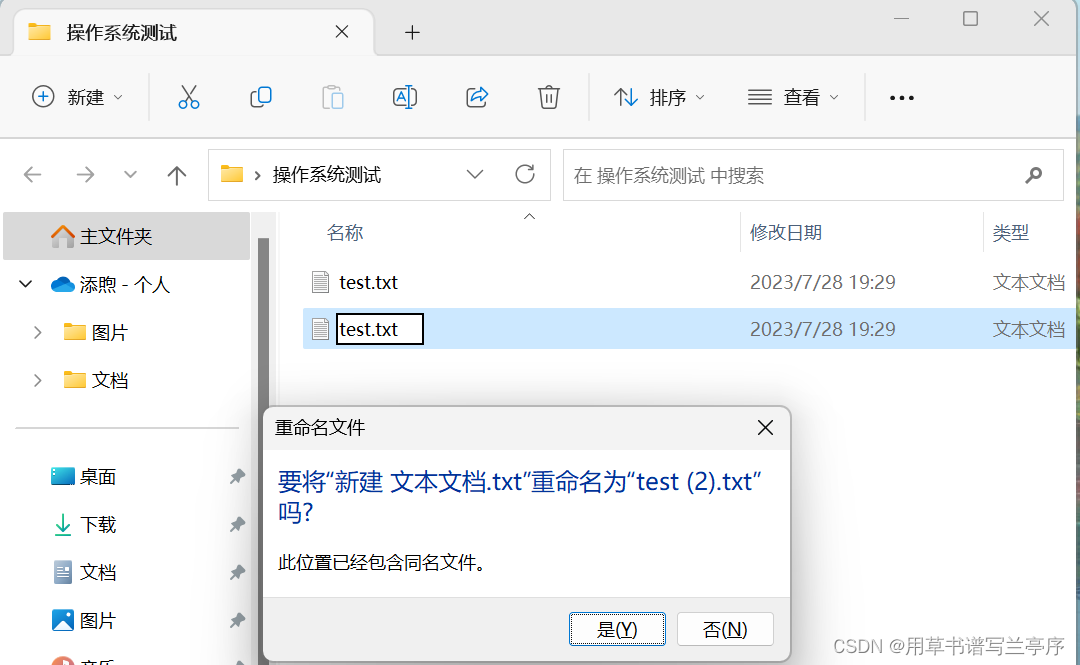 操作系统测试
新建
排序
查看
操作系统测试
在 操作系统测试 中搜索
主文件夹
添煦 - 个人
图片
文档
桌面
下载
文档
图片
音乐
名称 修改日期 类型
test.txt 2023/7/28 19:29 文本文档
test.txt 2023/7/28 19:29 文本文档
重命名文件
要将“新建 文本文档.txt”重命名为“test (2).txt”
吗?
此位置已经包含同名文件。
是(Y) 否(N)
CSDN @用草书谱写兰亭序